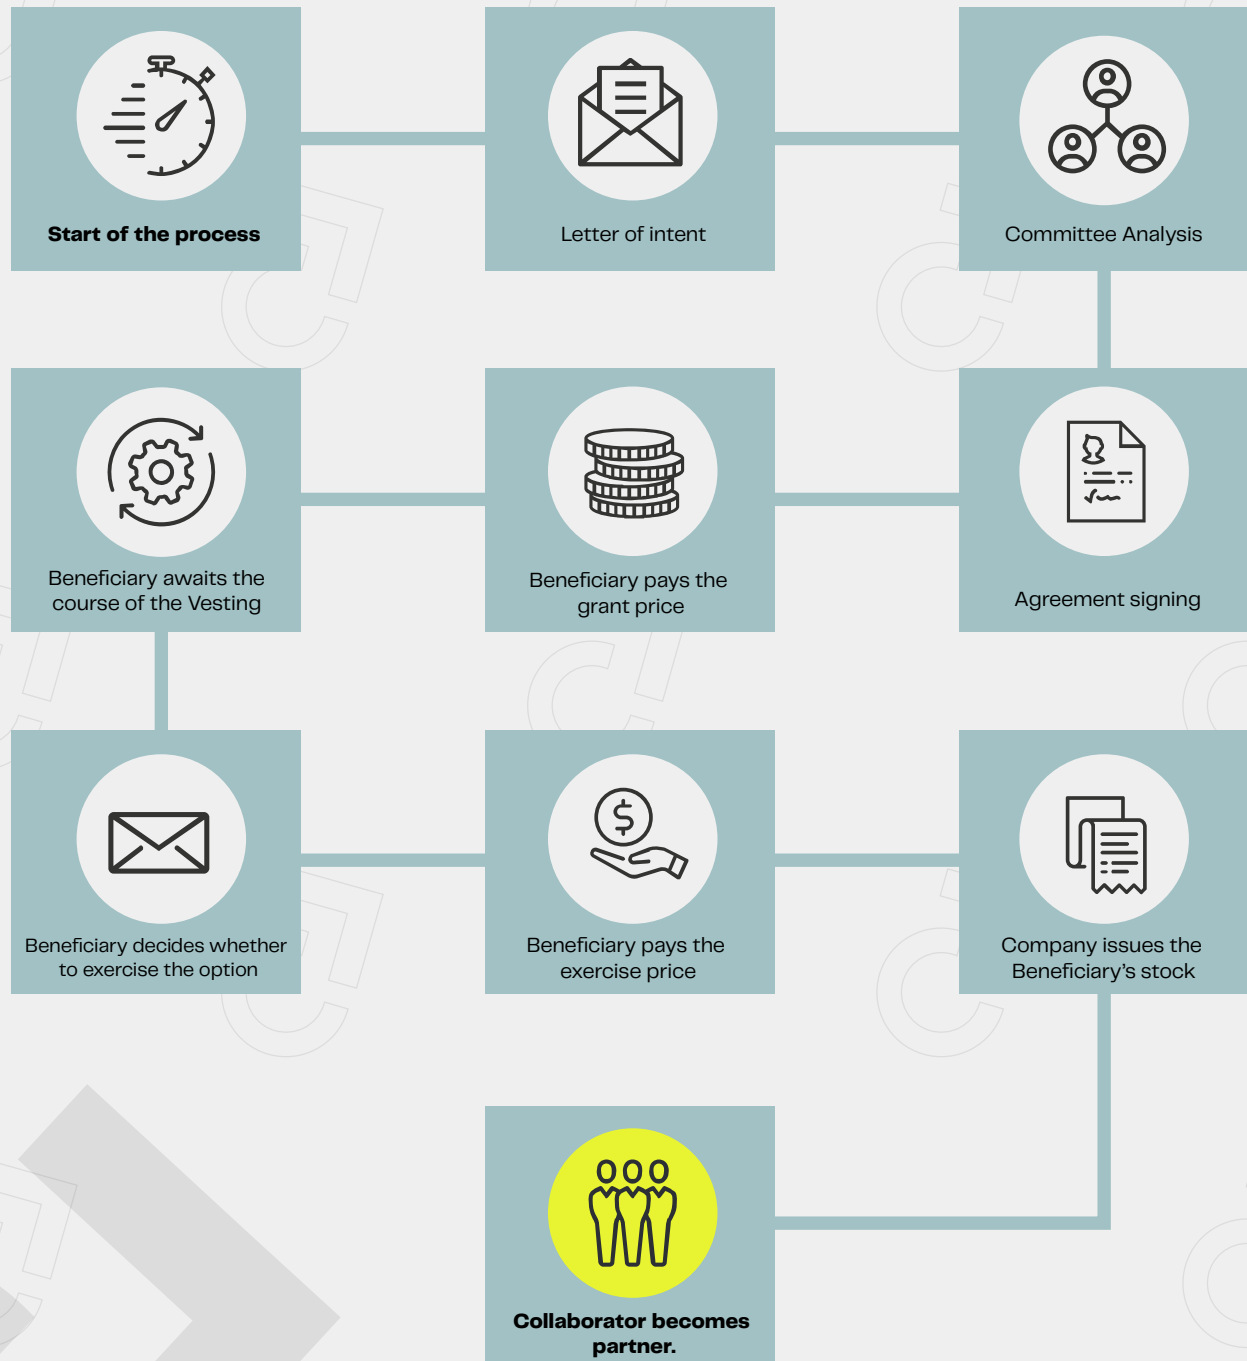 Start of the process
Letter of intent
Committee Analysis
Beneficiary awaits the
course of the Vesting
Beneficiary pays the
grant price
Agreement signing
Beneficiary decides whether
to exercise the option
Beneficiary pays the
exercise price
Company issues the
Beneficiary’s stock
Collaborator becomes
partner.